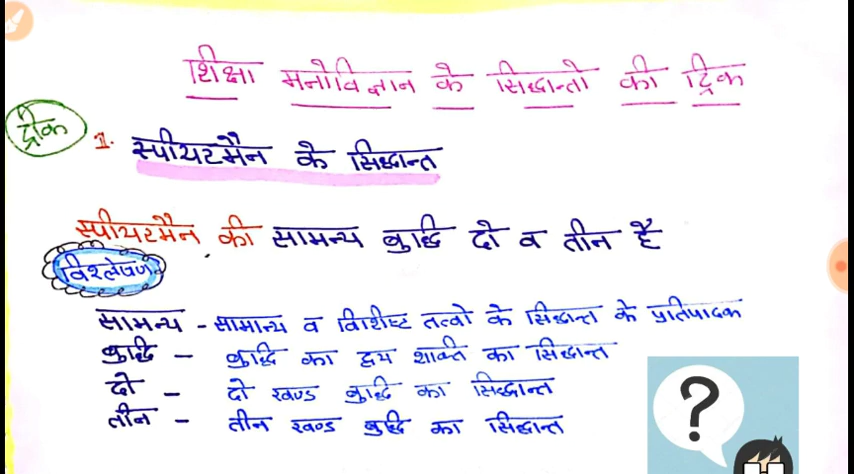 शिक्षा मनोविज्ञान के सिद्धान्तो की ट्रिक
ट्रीक
1. स्पीयरमैन के सिद्धान्त
स्पीयरमैन की सामन्य बुद्धि दो व तीन है
विश्लेषण
सामन्य - सामान्य व विशिष्ट तत्वो के सिद्धान्त के प्रतिपादक
बुद्धि - बुद्धि का द्वय शक्ति का सिद्धान्त
दो - दो खण्ड बुद्धि का सिद्धान्त
तीन - तीन खण्ड बुद्धि का सिद्धान्त
?